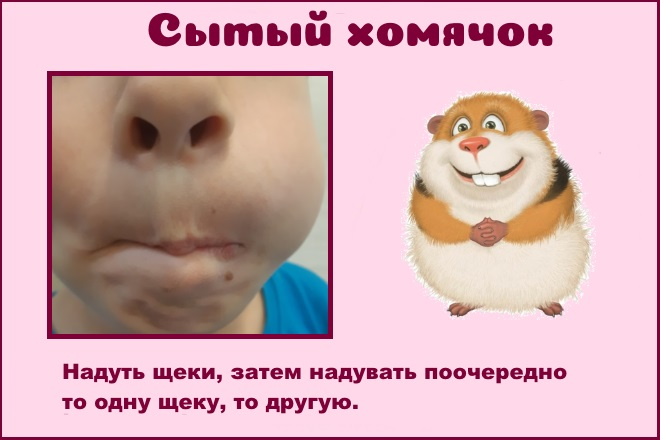 Сытый хомячок
Надуть щеки, затем надувать поочередно
то одну щеку, то другую.